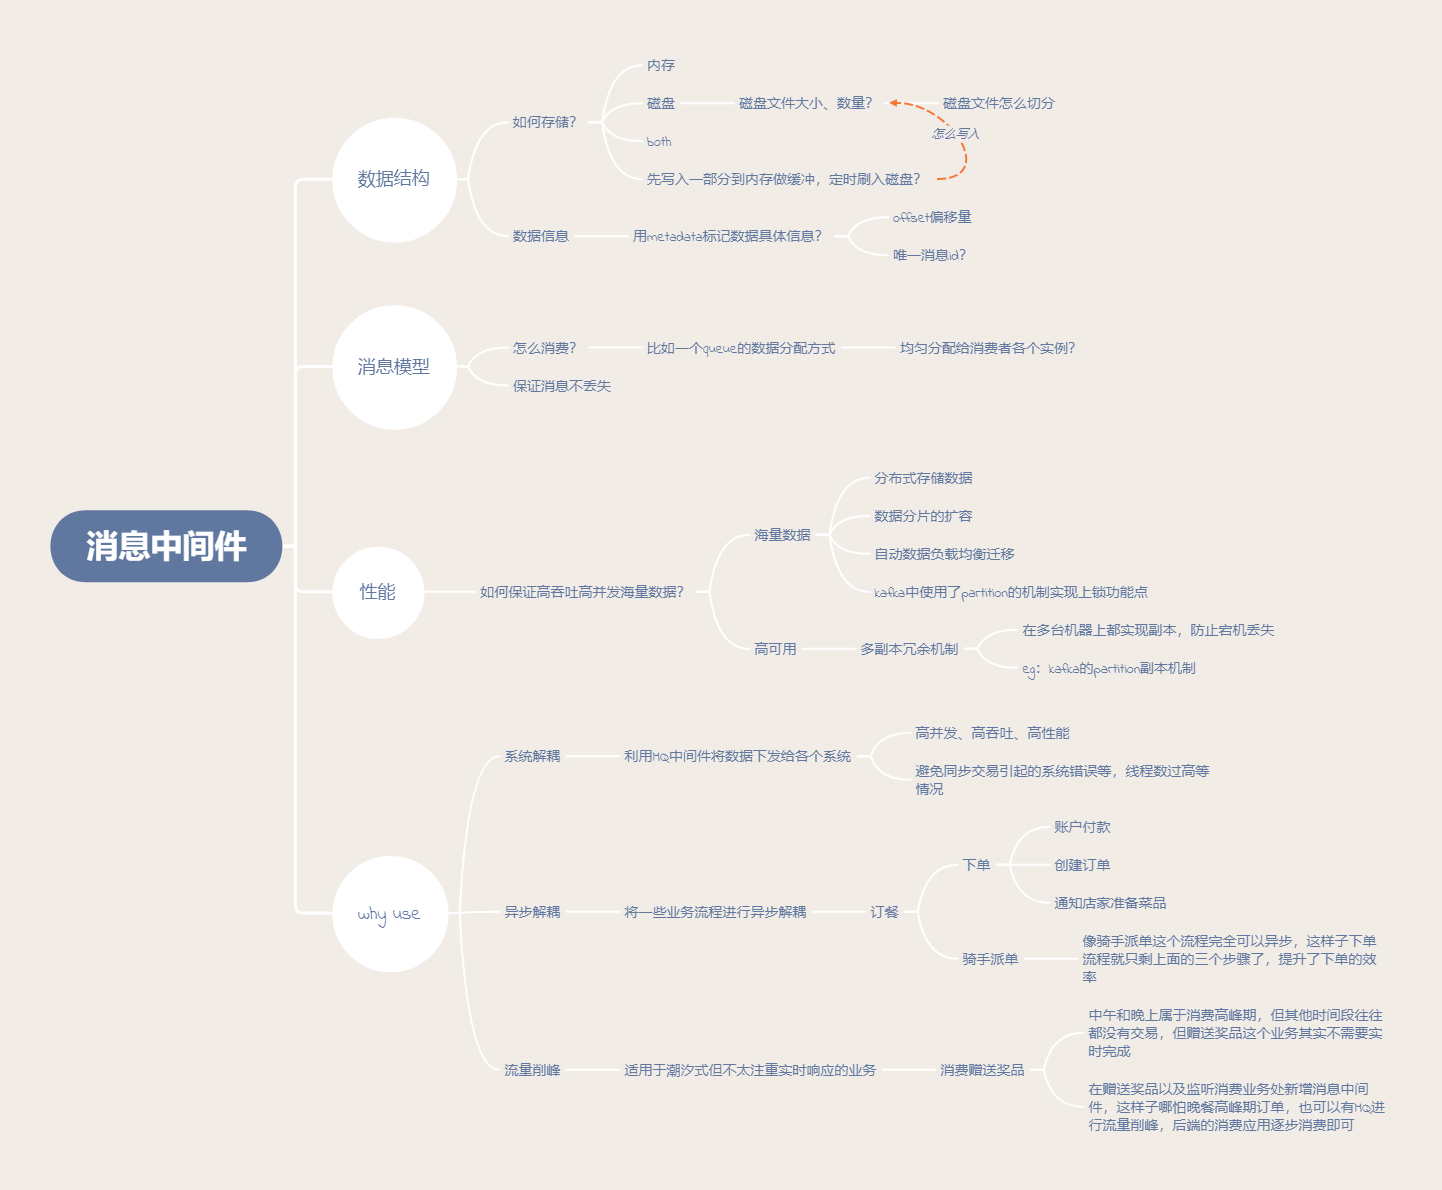 消息中间件
数据结构
如何存储？
内存
磁盘
磁盘文件大小、数量？
磁盘文件怎么切分
both
先写入一部分到内存做缓冲，定时刷入磁盘？
怎么写入
数据信息
用metadata标记数据具体信息？
offset偏移量
唯一消息id？
消息模型
怎么消费？
比如一个queue的数据分配方式
均匀分配给消费者各个实例？
保证消息不丢失
性能
如何保证高吞吐高并发海量数据？
海量数据
分布式存储数据
数据分片的扩容
自动数据负载均衡迁移
kafka中使用了partition的机制实现上锁功能点
高可用
多副本冗余机制
在多台机器上都实现副本，防止宕机丢失
eg：kafka的partition副本机制
why use
系统解耦
利用MQ中间件将数据下发给各个系统
高并发、高吞吐、高性能
避免同步交易引起的系统错误等，线程数过高等
情况
异步解耦
将一些业务流程进行异步解耦
订餐
下单
账户付款
创建订单
通知店家准备菜品
骑手派单
像骑手派单这个流程完全可以异步，这样子下单
流程就只剩上面的三个步骤了，提升了下单的效
率
流量削峰
适用于潮汐式但不太注重实时响应的业务
消费赠送奖品
中午和晚上属于消费高峰期，但其他时间段往往
都没有交易，但赠送奖品这个业务其实不需要实
时完成
在赠送奖品以及监听消费业务处新增消息中间
件，这样子哪怕晚餐高峰期订单，也可以有MQ进
行流量削峰，后端的消费应用逐步消费即可